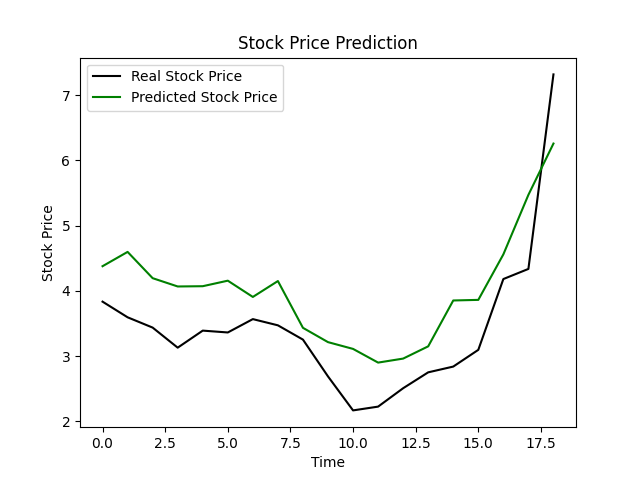 Stock Price Prediction
Real Stock Price
Predicted Stock Price
Stock Price
7
6
5
4
3
2
0.0 2.5 5.0 7.5 10.0 12.5 15.0 17.5
Time